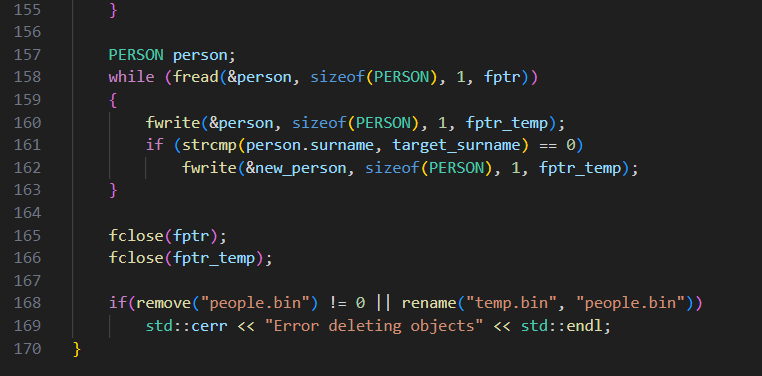 155 }
156
157 PERSON person;
158 while (fread(&person, sizeof(PERSON), 1, fptr))
159 {
160 fwrite(&person, sizeof(PERSON), 1, fptr_temp);
161 if (strcmp(person.surname, target_surname) == 0)
162 fwrite(&new_person, sizeof(PERSON), 1, fptr_temp);
163 }
164
165 fclose(fptr);
166 fclose(fptr_temp);
167
168 if(remove("people.bin") != 0 || rename("temp.bin", "people.bin"))
169 std::cerr << "Error deleting objects" << std::endl;
170 }